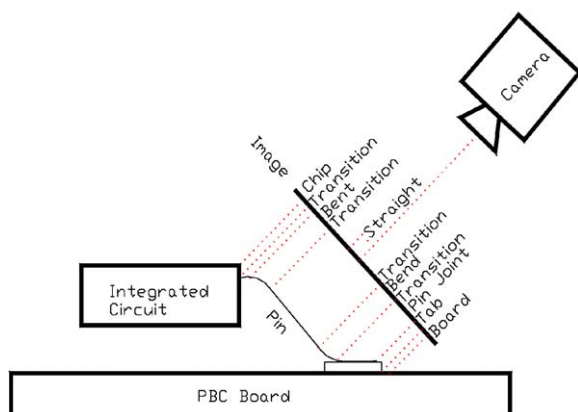 Camera
Image
Chip
Transition
Bent
Transition
Straight
Transition
Bend
Transition
Pin Joint
Tab
Board
Integrated
Circuit
Pin
PBC Board